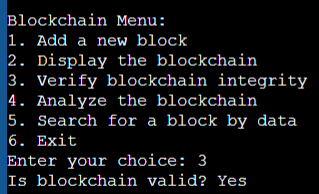 Blockchain Menu:
1. Add a new block
2. Display the blockchain
3. Verify blockchain integrity
4. Analyze the blockchain
5. Search for a block by data
6. Exit
Enter your choice: 3
Is blockchain valid? Yes